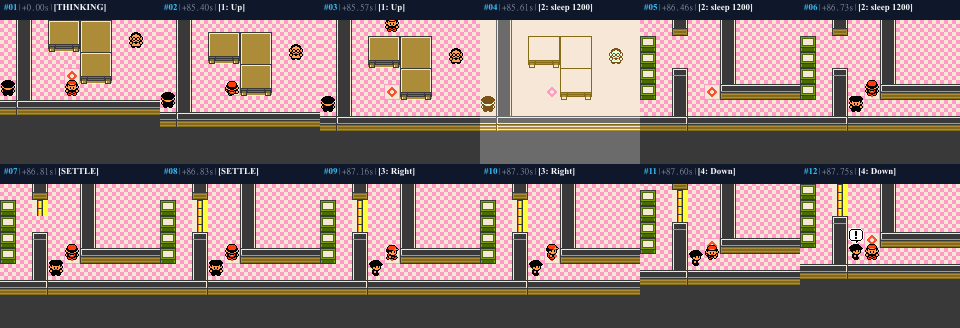 #01|+0.00s|[THINKING]
#02|+85.40s|[1: Up]
#03|+85.57s|[1: Up]
#04|+85.61s|[2: sleep 1200]
#05|+86.46s|[2: sleep 1200]
#06|+86.73s|[2: sleep 1200]
#07|+86.81s|[SETTLE]
#08|+86.83s|[SETTLE]
#09|+87.16s|[3: Right]
#10|+87.30s|[3: Right]
#11|+87.60s|[4: Down]
#12|+87.75s|[4: Down]
!